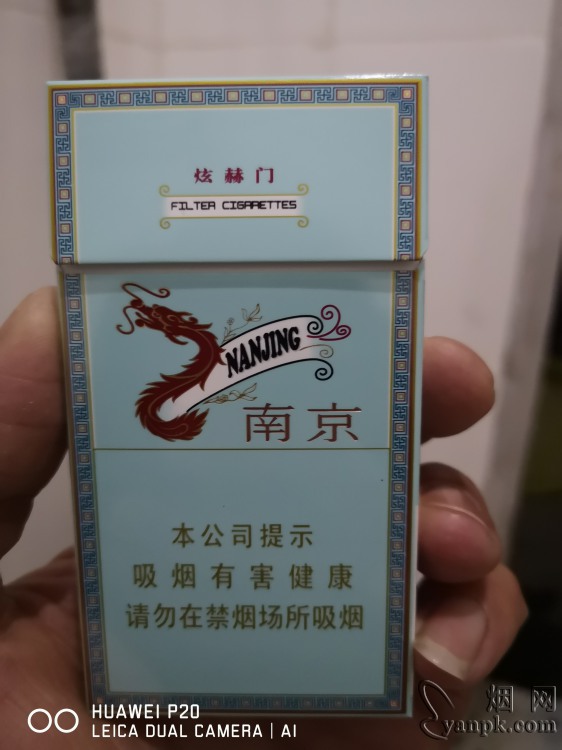 炫赫门
FILTER CIGARETTES
NANJING
南京
本公司提示
吸烟有害健康
请勿在禁烟场所吸烟
HUAWEI P20
LEICA DUAL CAMERA | AI
烟网
yanpk.com